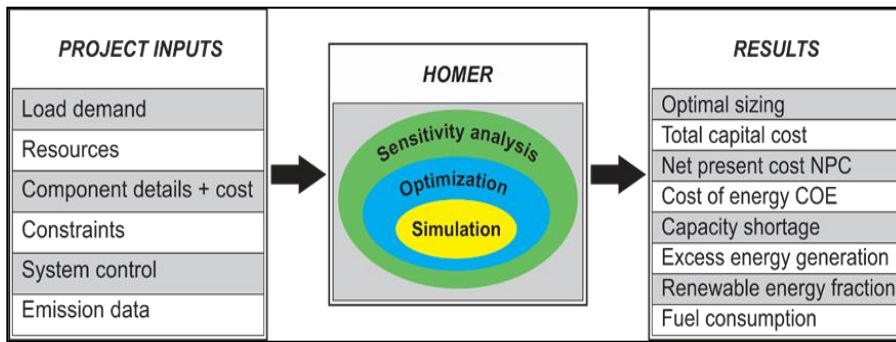 PROJECT INPUTS
Load demand
Resources
Component details + cost
Constraints
System control
Emission data
HOMER
Sensitivity analysis
Optimization
Simulation
RESULTS
Optimal sizing
Total capital cost
Net present cost NPC
Cost of energy COE
Capacity shortage
Excess energy generation
Renewable energy fraction
Fuel consumption